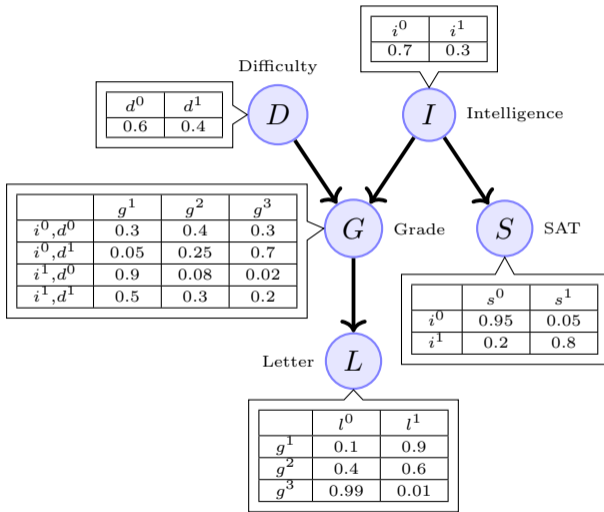 i⁰ i¹
0.7 0.3
Difficulty
d⁰ d¹
0.6 0.4
D
I
Intelligence
g¹ g² g³
i⁰,d⁰ 0.3 0.4 0.3
i⁰,d¹ 0.05 0.25 0.7
i¹,d⁰ 0.9 0.08 0.02
i¹,d¹ 0.5 0.3 0.2
G
Grade
S
SAT
s⁰ s¹
i⁰ 0.95 0.05
i¹ 0.2 0.8
Letter
L
l⁰ l¹
g¹ 0.1 0.9
g² 0.4 0.6
g³ 0.99 0.01